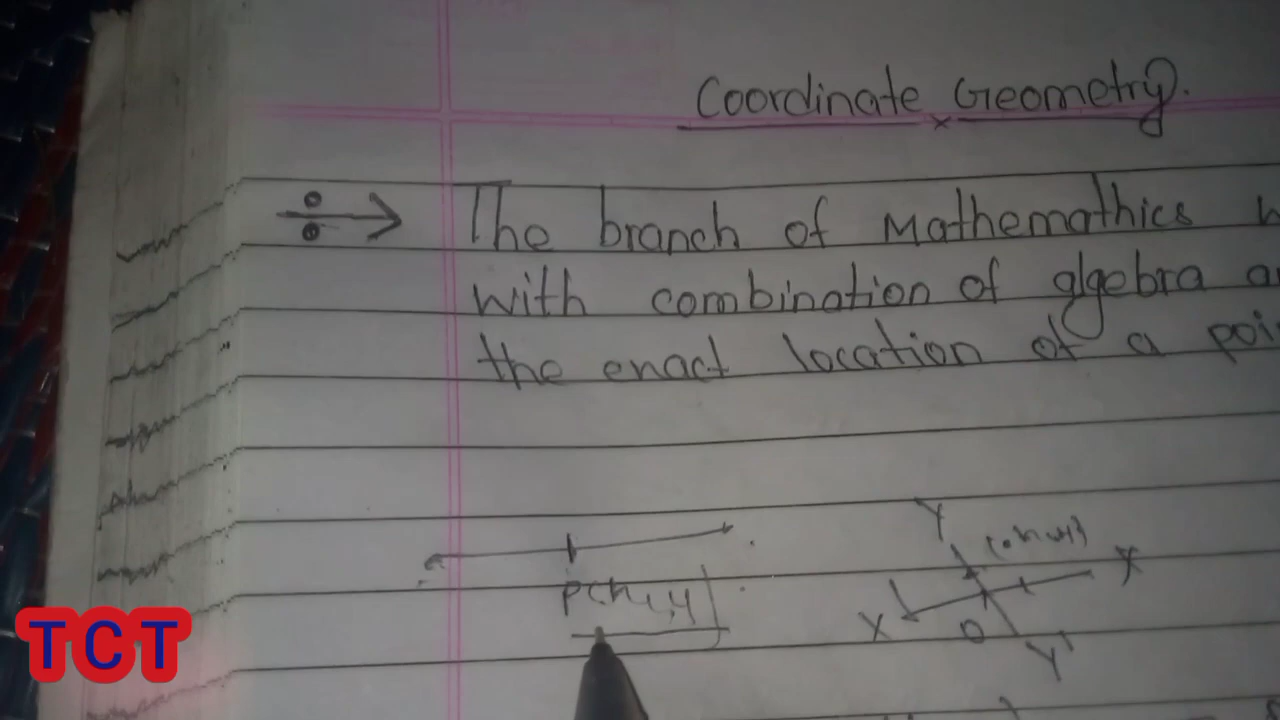 Coordinate Geometry.
The branch of Mathemathics
with combination of algebra
the enact location of a
Y
X
X
O
Y'
TCT